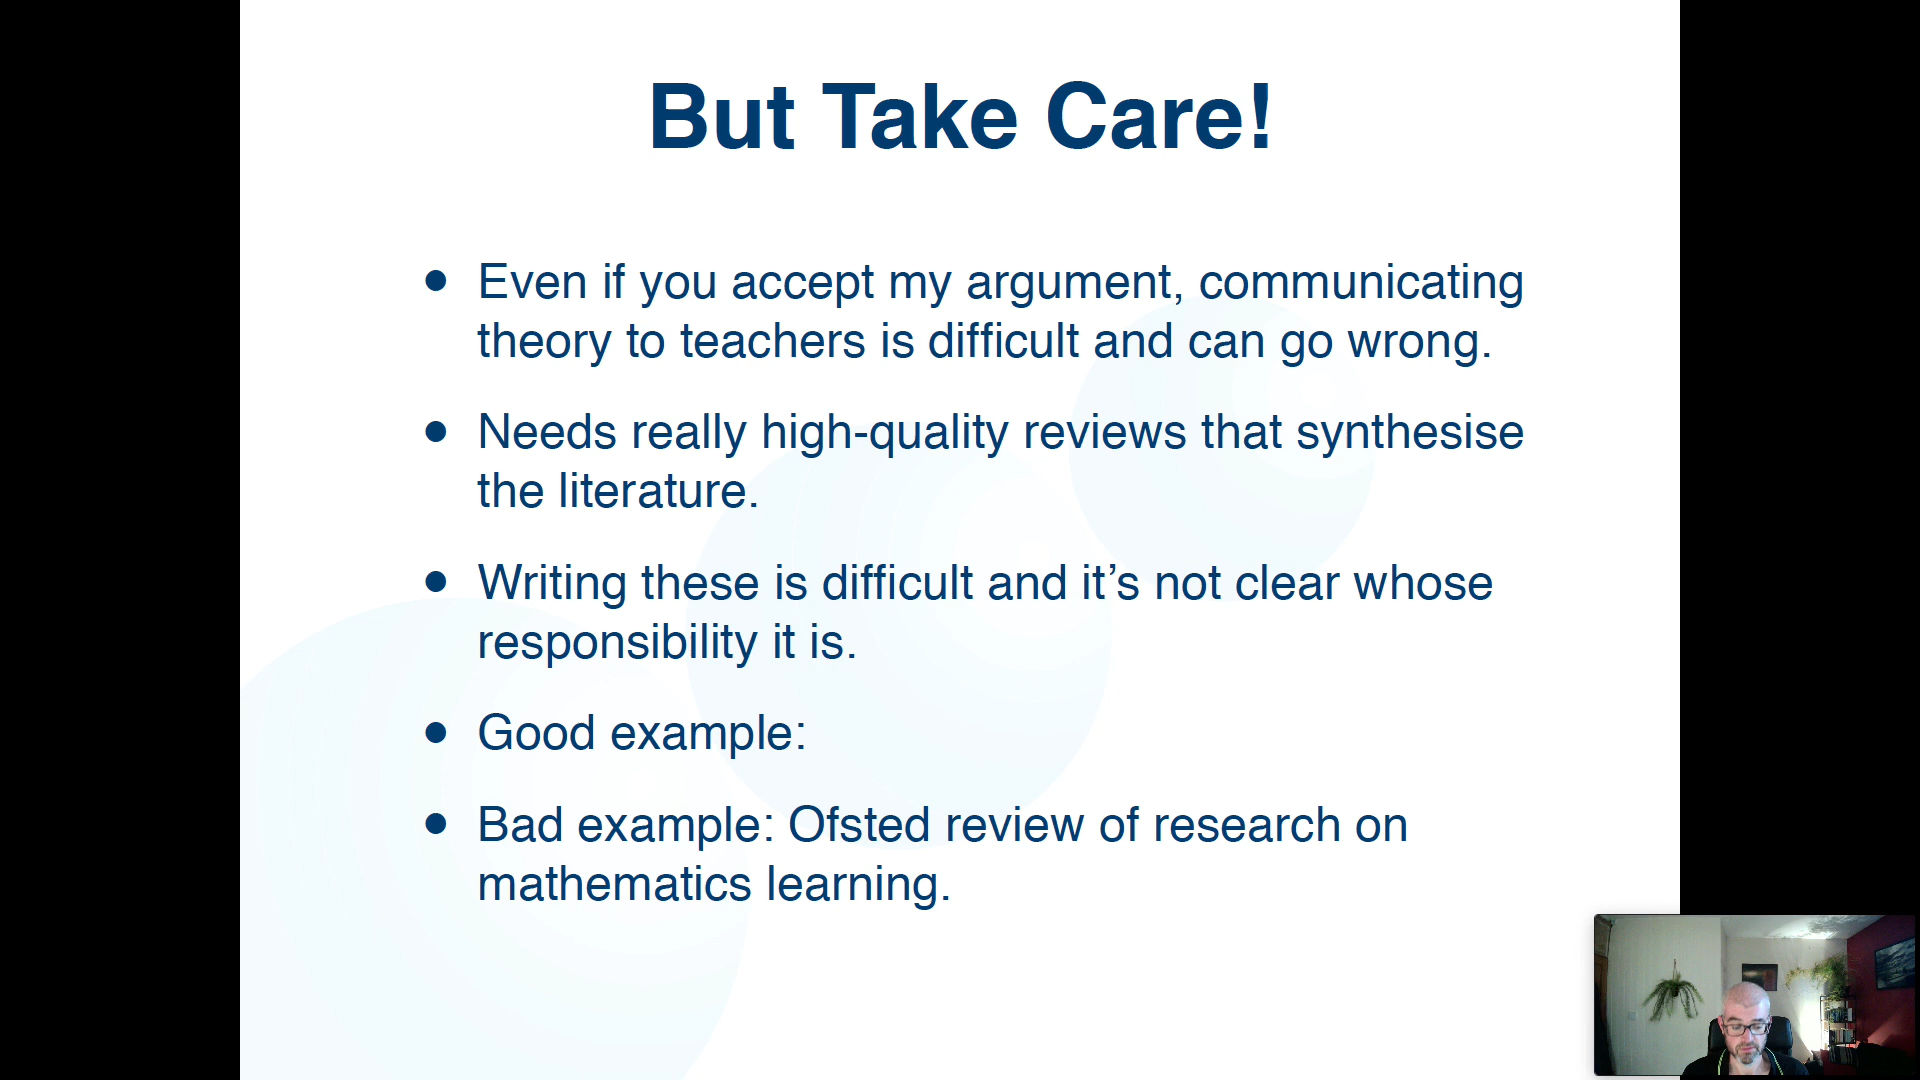 But Take Care!
• Even if you accept my argument, communicating
theory to teachers is difficult and can go wrong.
• Needs really high-quality reviews that synthesise
the literature.
• Writing these is difficult and it’s not clear whose
responsibility it is.
• Good example:
• Bad example: Ofsted review of research on
mathematics learning.